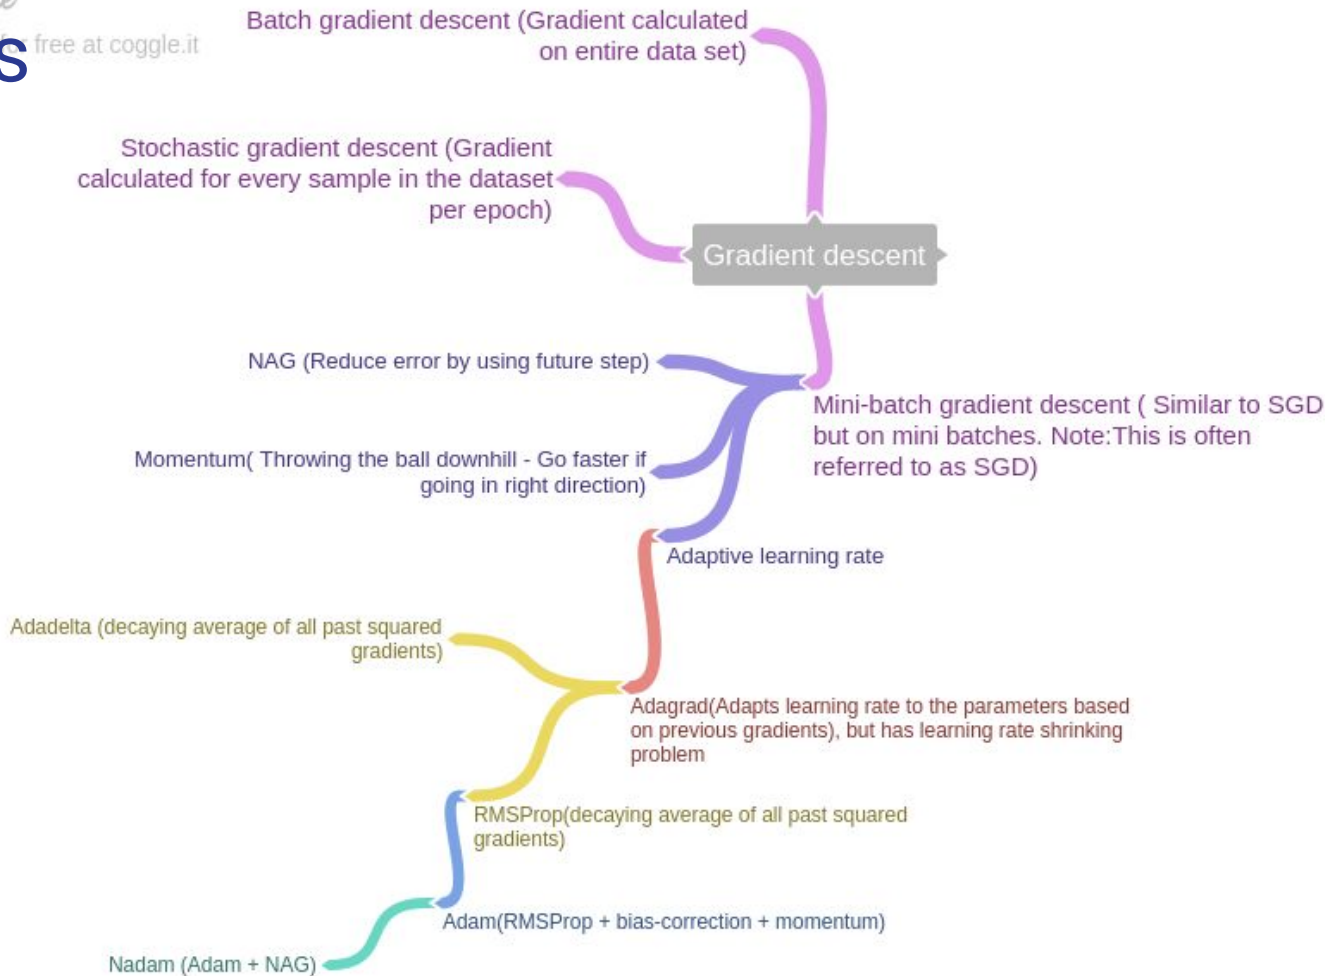 Batch gradient descent (Gradient calculated
on entire data set)
s
free at coggle.it
Stochastic gradient descent (Gradient
calculated for every sample in the dataset
per epoch)
Gradient descent
NAG (Reduce error by using future step)
Mini-batch gradient descent ( Similar to SGD
but on mini batches. Note:This is often
referred to as SGD)
Momentum( Throwing the ball downhill - Go faster if
going in right direction)
Adaptive learning rate
Adadelta (decaying average of all past squared
gradients)
Adagrad(Adapts learning rate to the parameters based
on previous gradients), but has learning rate shrinking
problem
RMSProp(decaying average of all past squared
gradients)
Adam(RMSProp + bias-correction + momentum)
Nadam (Adam + NAG)